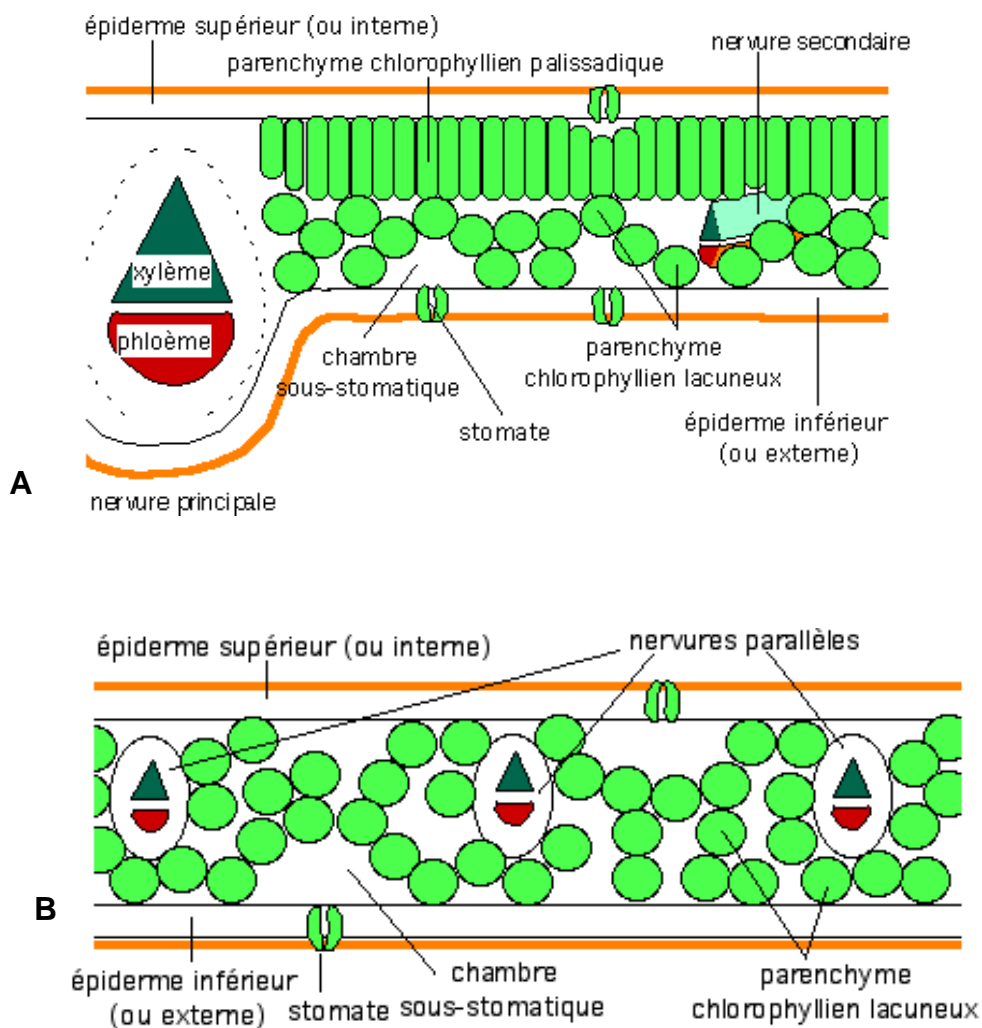 épiderme supérieur (ou interne)
nervure secondaire
parenchyme chlorophyllien palissadique
xylème
phloème
chambre
sous-stomatique
parenchyme
chlorophyllien lacuneux
stomate
épiderme inférieur
(ou externe)
A
nervure principale
épiderme supérieur (ou interne)
nervures parallèles
B
épiderme inférieur
(ou externe)
stomate
chambre
sous-stomatique
parenchyme
chlorophyllien lacuneux